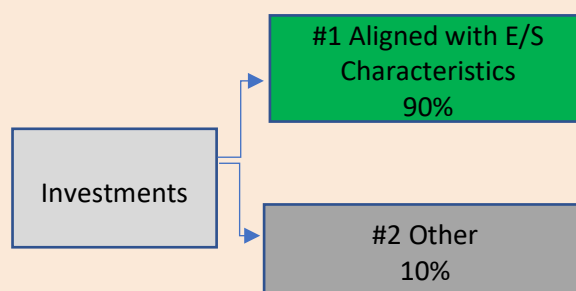 #1 Aligned with E/S
Characteristics
90%
Investments
#2 Other
10%